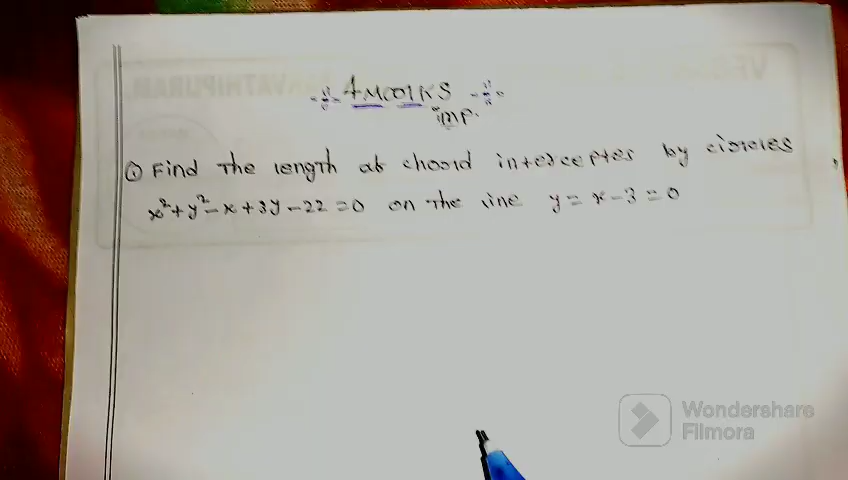 4 Marks
imp.
① Find the length of chord interceptes by circles
x²+y²-x+3y-22=0 on the line y=x-3=0
Wondershare
Filmora